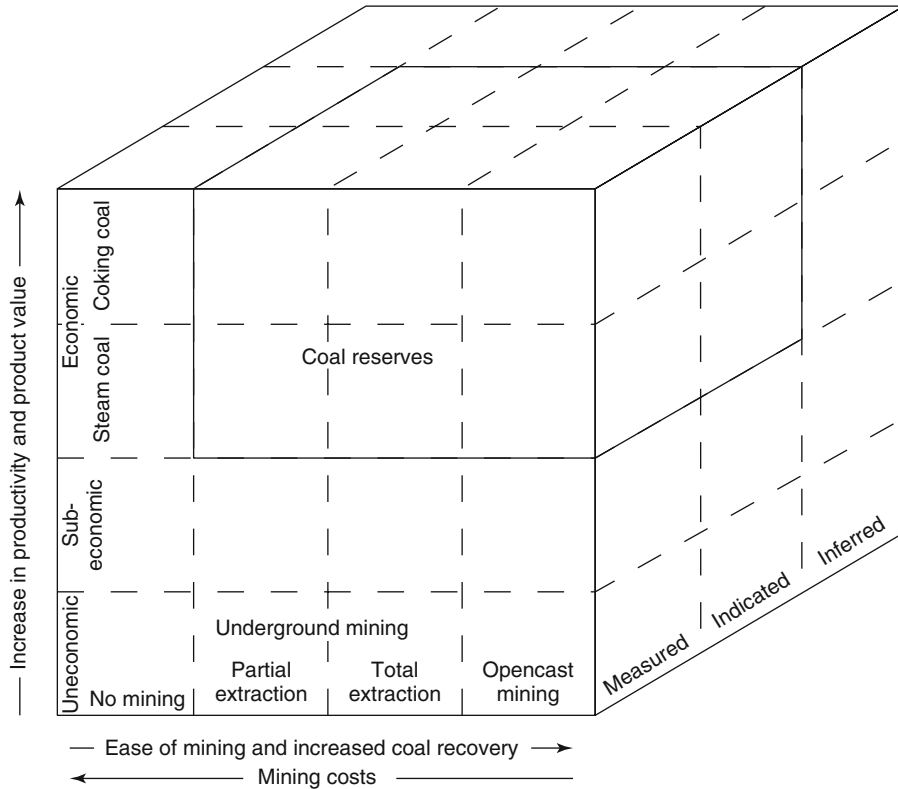 Increase in productivity and product value
Economic
Coking coal
Steam coal
Coal reserves
Sub-
economic
Uneconomic
Underground mining
No mining
Partial
extraction
Total
extraction
Opencast
mining
Measured
Indicated
Inferred
Ease of mining and increased coal recovery
Mining costs